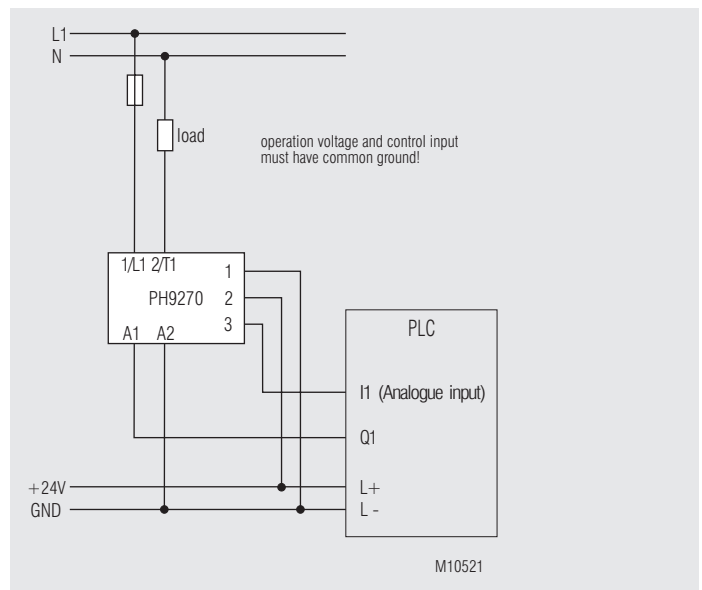 L1
N
load
operation voltage and control input
must have common ground!
1/L1 2/T1
1
PH9270 2
3
A1 A2
PLC
I1 (Analogue input)
Q1
+24V
L+
GND
L -
M10521